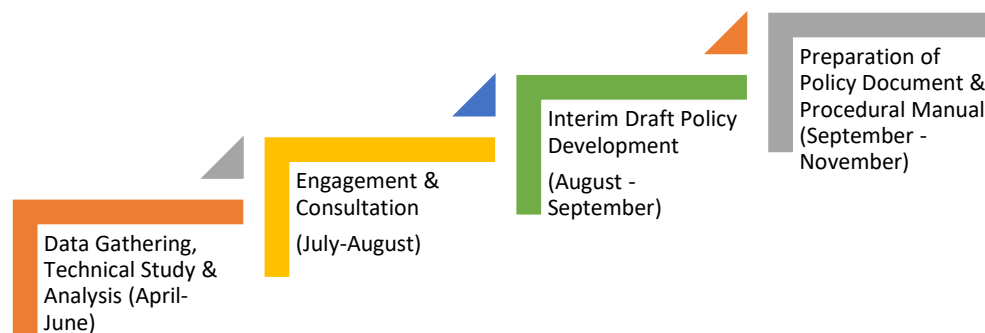 Data Gathering,
Technical Study &
Analysis (April-
June)
Engagement &
Consultation
(July-August)
Interim Draft Policy
Development
(August -
September)
Preparation of
Policy Document &
Procedural Manual
(September -
November)